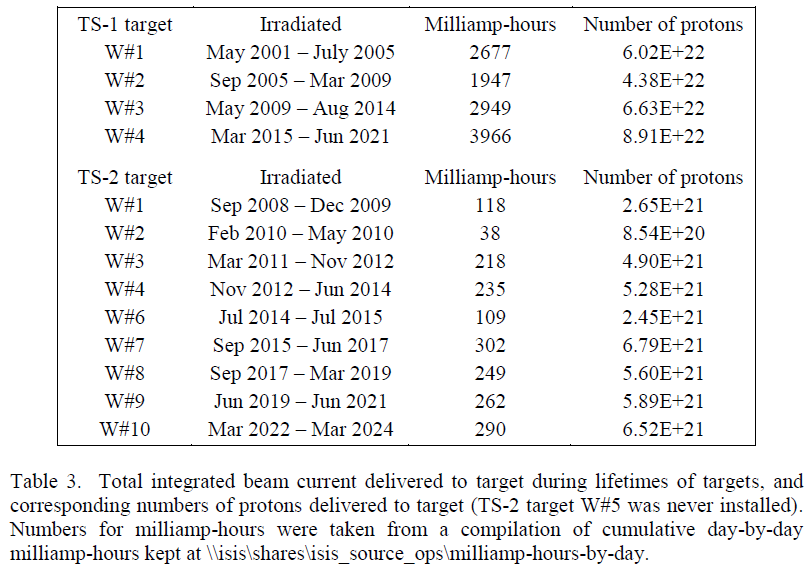 TS-1 target Irradiated Milliamp-hours Number of protons
W#1 May 2001 – July 2005 2677 6.02E+22
W#2 Sep 2005 – Mar 2009 1947 4.38E+22
W#3 May 2009 – Aug 2014 2949 6.63E+22
W#4 Mar 2015 – Jun 2021 3966 8.91E+22
TS-2 target Irradiated Milliamp-hours Number of protons
W#1 Sep 2008 – Dec 2009 118 2.65E+21
W#2 Feb 2010 – May 2010 38 8.54E+20
W#3 Mar 2011 – Nov 2012 218 4.90E+21
W#4 Nov 2012 – Jun 2014 235 5.28E+21
W#6 Jul 2014 – Jul 2015 109 2.45E+21
W#7 Sep 2015 – Jun 2017 302 6.79E+21
W#8 Sep 2017 – Mar 2019 249 5.60E+21
W#9 Jun 2019 – Jun 2021 262 5.89E+21
W#10 Mar 2022 – Mar 2024 290 6.52E+21
Table 3. Total integrated beam current delivered to target during lifetimes of targets, and
corresponding numbers of protons delivered to target (TS-2 target W#5 was never installed).
Numbers for milliamp-hours were taken from a compilation of cumulative day-by-day
milliamp-hours kept at \\isis\shares\isis_source_ops\milliamp-hours-by-day.